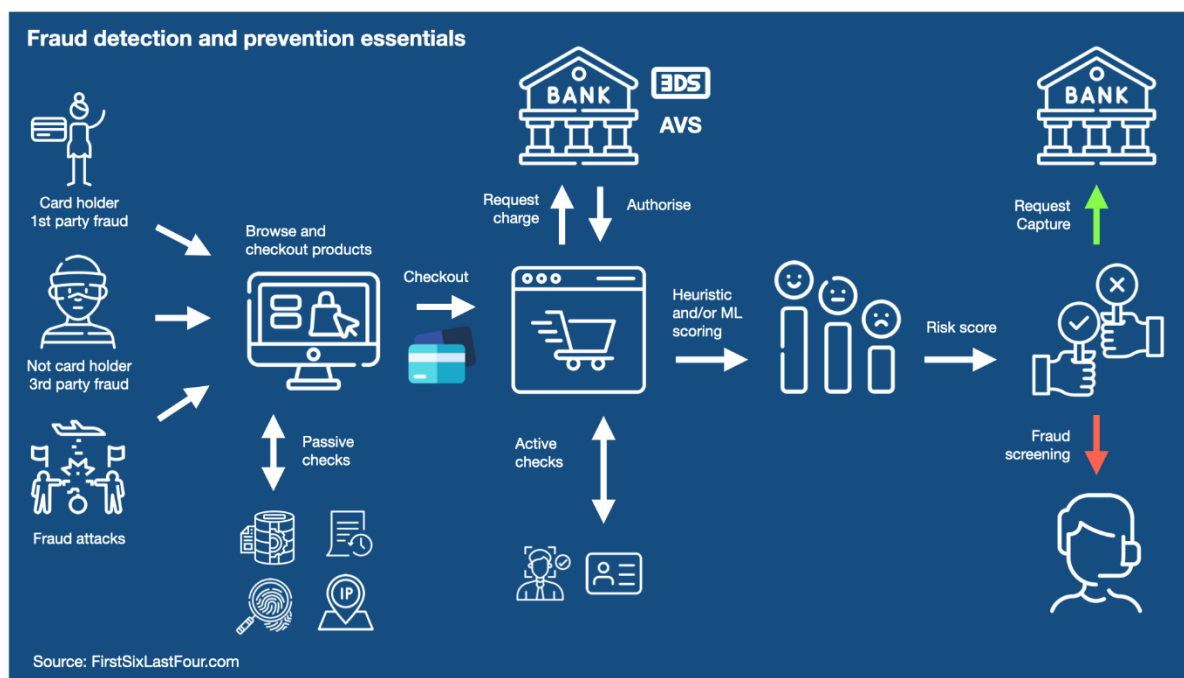 Fraud detection and prevention essentials
BANK
3DS
AVS
BANK
Card holder
1st party fraud
Request
charge
Authorise
Request
Capture
Browse and
checkout products
Checkout
Heuristic
and/or ML
scoring
Risk score
Not card holder
3rd party fraud
Passive
checks
Active
checks
Fraud
screening
Fraud attacks
IP
Source: FirstSixLastFour.com